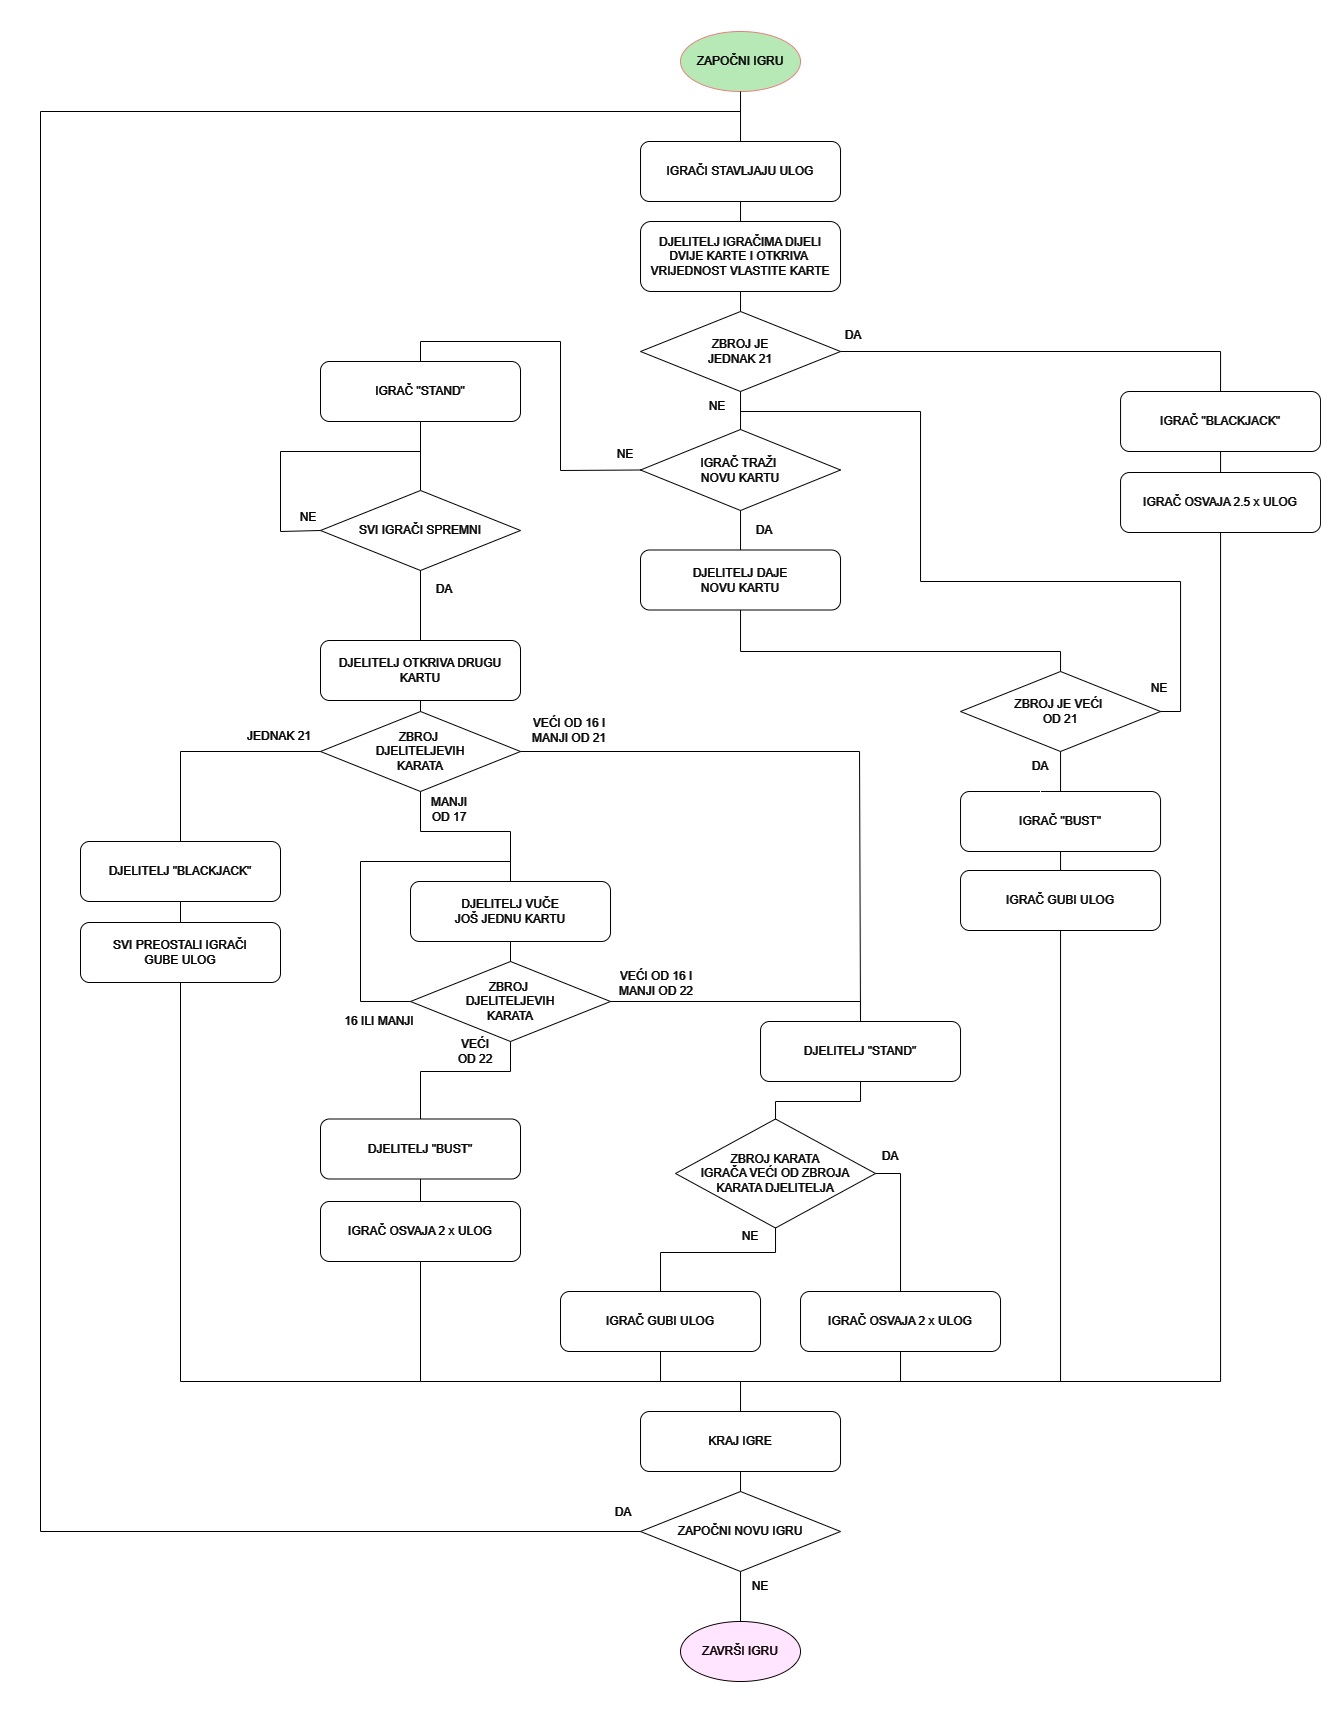 ZAPOČNI IGRU
IGRAČI STAVLJAJU ULOG
DJELITELJ IGRAČIMA DIJELI
DVIJE KARTE I OTKRIVA
VRIJEDNOST VLASTITE KARTE
ZBROJ JE
JEDNAK 21
DA
NE
IGRAČ "STAND"
IGRAČ "BLACKJACK"
IGRAČ TRAŽI
NOVU KARTU
NE
DA
IGRAČ OSVAJA 2.5 x ULOG
SVI IGRAČI SPREMNI
NE
DA
DJELITELJ DAJE
NOVU KARTU
DJELITELJ OTKRIVA DRUGU
KARTU
ZBROJ JE VEĆI
OD 21
NE
DA
ZBROJ
DJELITELJEVIH
KARATA
JEDNAK 21
VEĆI OD 16 I
MANJI OD 21
MANJI
OD 17
IGRAČ "BUST"
DJELITELJ "BLACKJACK"
IGRAČ GUBI ULOG
DJELITELJ VUČE
JOŠ JEDNU KARTU
SVI PREOSTALI IGRAČI
GUBE ULOG
ZBROJ
DJELITELJEVIH
KARATA
VEĆI OD 16 I
MANJI OD 22
16 ILI MANJI
VEĆI
OD 22
DJELITELJ "STAND"
DJELITELJ "BUST"
ZBROJ KARATA
IGRAČA VEĆI OD ZBROJA
KARATA DJELITELJA
DA
NE
IGRAČ OSVAJA 2 x ULOG
IGRAČ GUBI ULOG
IGRAČ OSVAJA 2 x ULOG
KRAJ IGRE
DA
ZAPOČNI NOVU IGRU
NE
ZAVRŠI IGRU